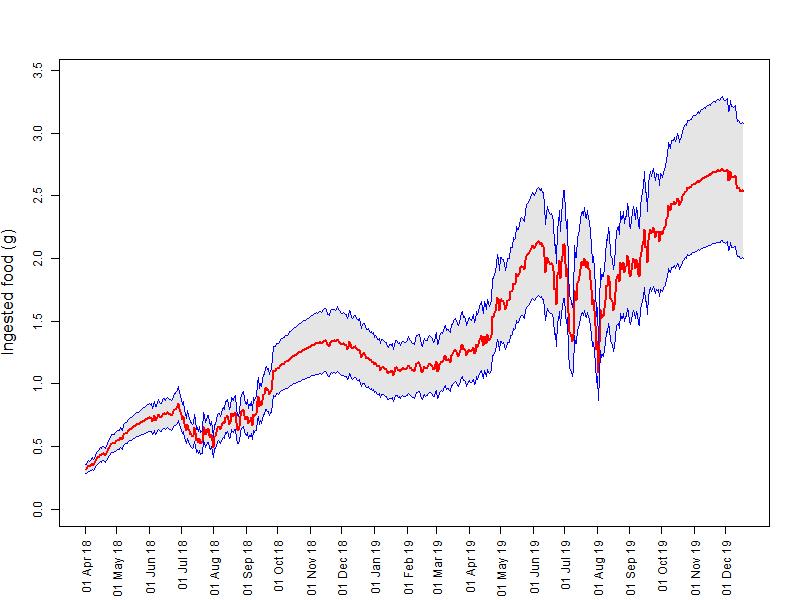 Ingested food (g)
3.5
3.0
2.5
2.0
1.5
1.0
0.5
0.0
01 Apr 18
01 May 18
01 Jun 18
01 Jul 18
01 Aug 18
01 Sep 18
01 Oct 18
01 Nov 18
01 Dec 18
01 Jan 19
01 Feb 19
01 Mar 19
01 Apr 19
01 May 19
01 Jun 19
01 Jul 19
01 Aug 19
01 Sep 19
01 Oct 19
01 Nov 19
01 Dec 19